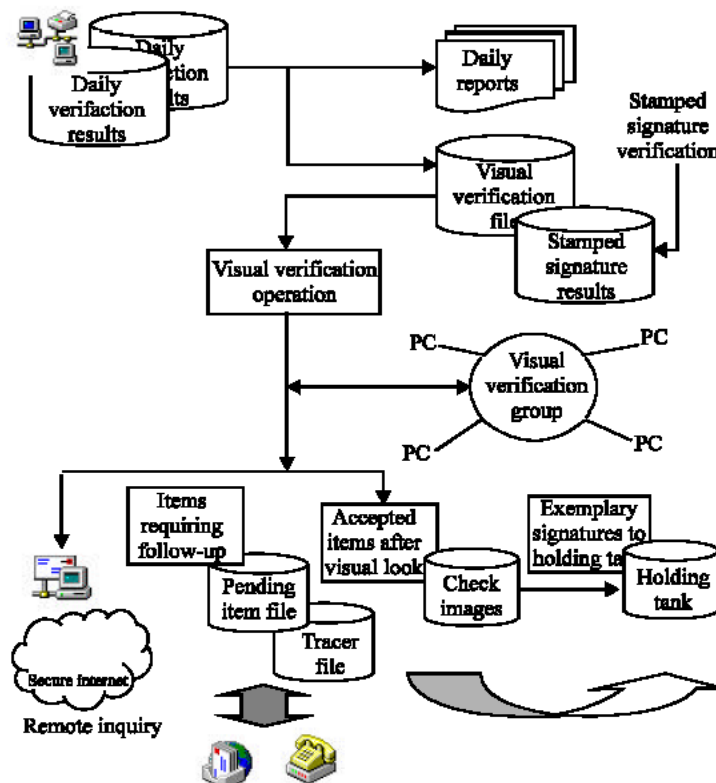 Daily
verifaction
results
Daily
reports
Stamped
signature
verification
Visual
verification
file
Stamped
signature
results
Visual verification
operation
PC
PC
Visual
verification
group
PC
PC
Items
requiring
follow-up
Pending
item file
Tracer
file
Accepted
items after
visual look
Check
images
Exemplary
signatures to
holding
Holding
tank
Secure internet
Remote inquiry